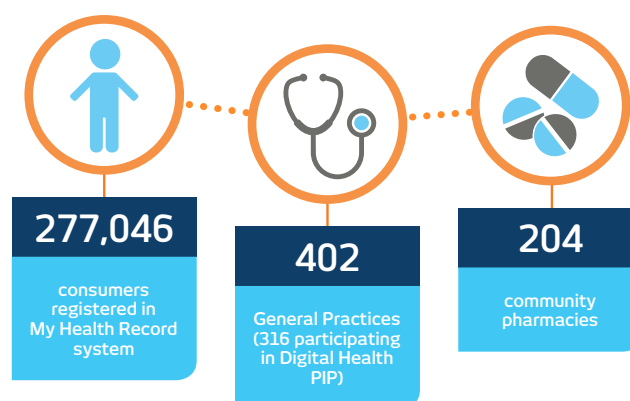 277,046
consumers
registered in
My Health Record
system
402
General Practices
(316 participating
in Digital Health
PIP)
204
community
pharmacies